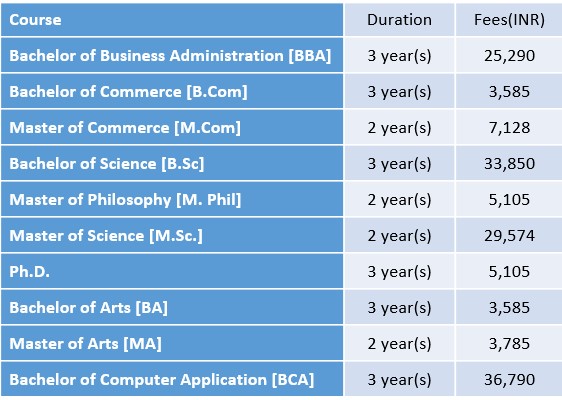 Course Duration Fees(INR)
Bachelor of Business Administration [BBA] 3 year(s) 25,290
Bachelor of Commerce [B.Com] 3 year(s) 3,585
Master of Commerce [M.Com] 2 year(s) 7,128
Bachelor of Science [B.Sc] 3 year(s) 33,850
Master of Philosophy [M. Phil] 2 year(s) 5,105
Master of Science [M.Sc.] 2 year(s) 29,574
Ph.D. 3 year(s) 5,105
Bachelor of Arts [BA] 3 year(s) 3,585
Master of Arts [MA] 2 year(s) 3,785
Bachelor of Computer Application [BCA] 3 year(s) 36,790